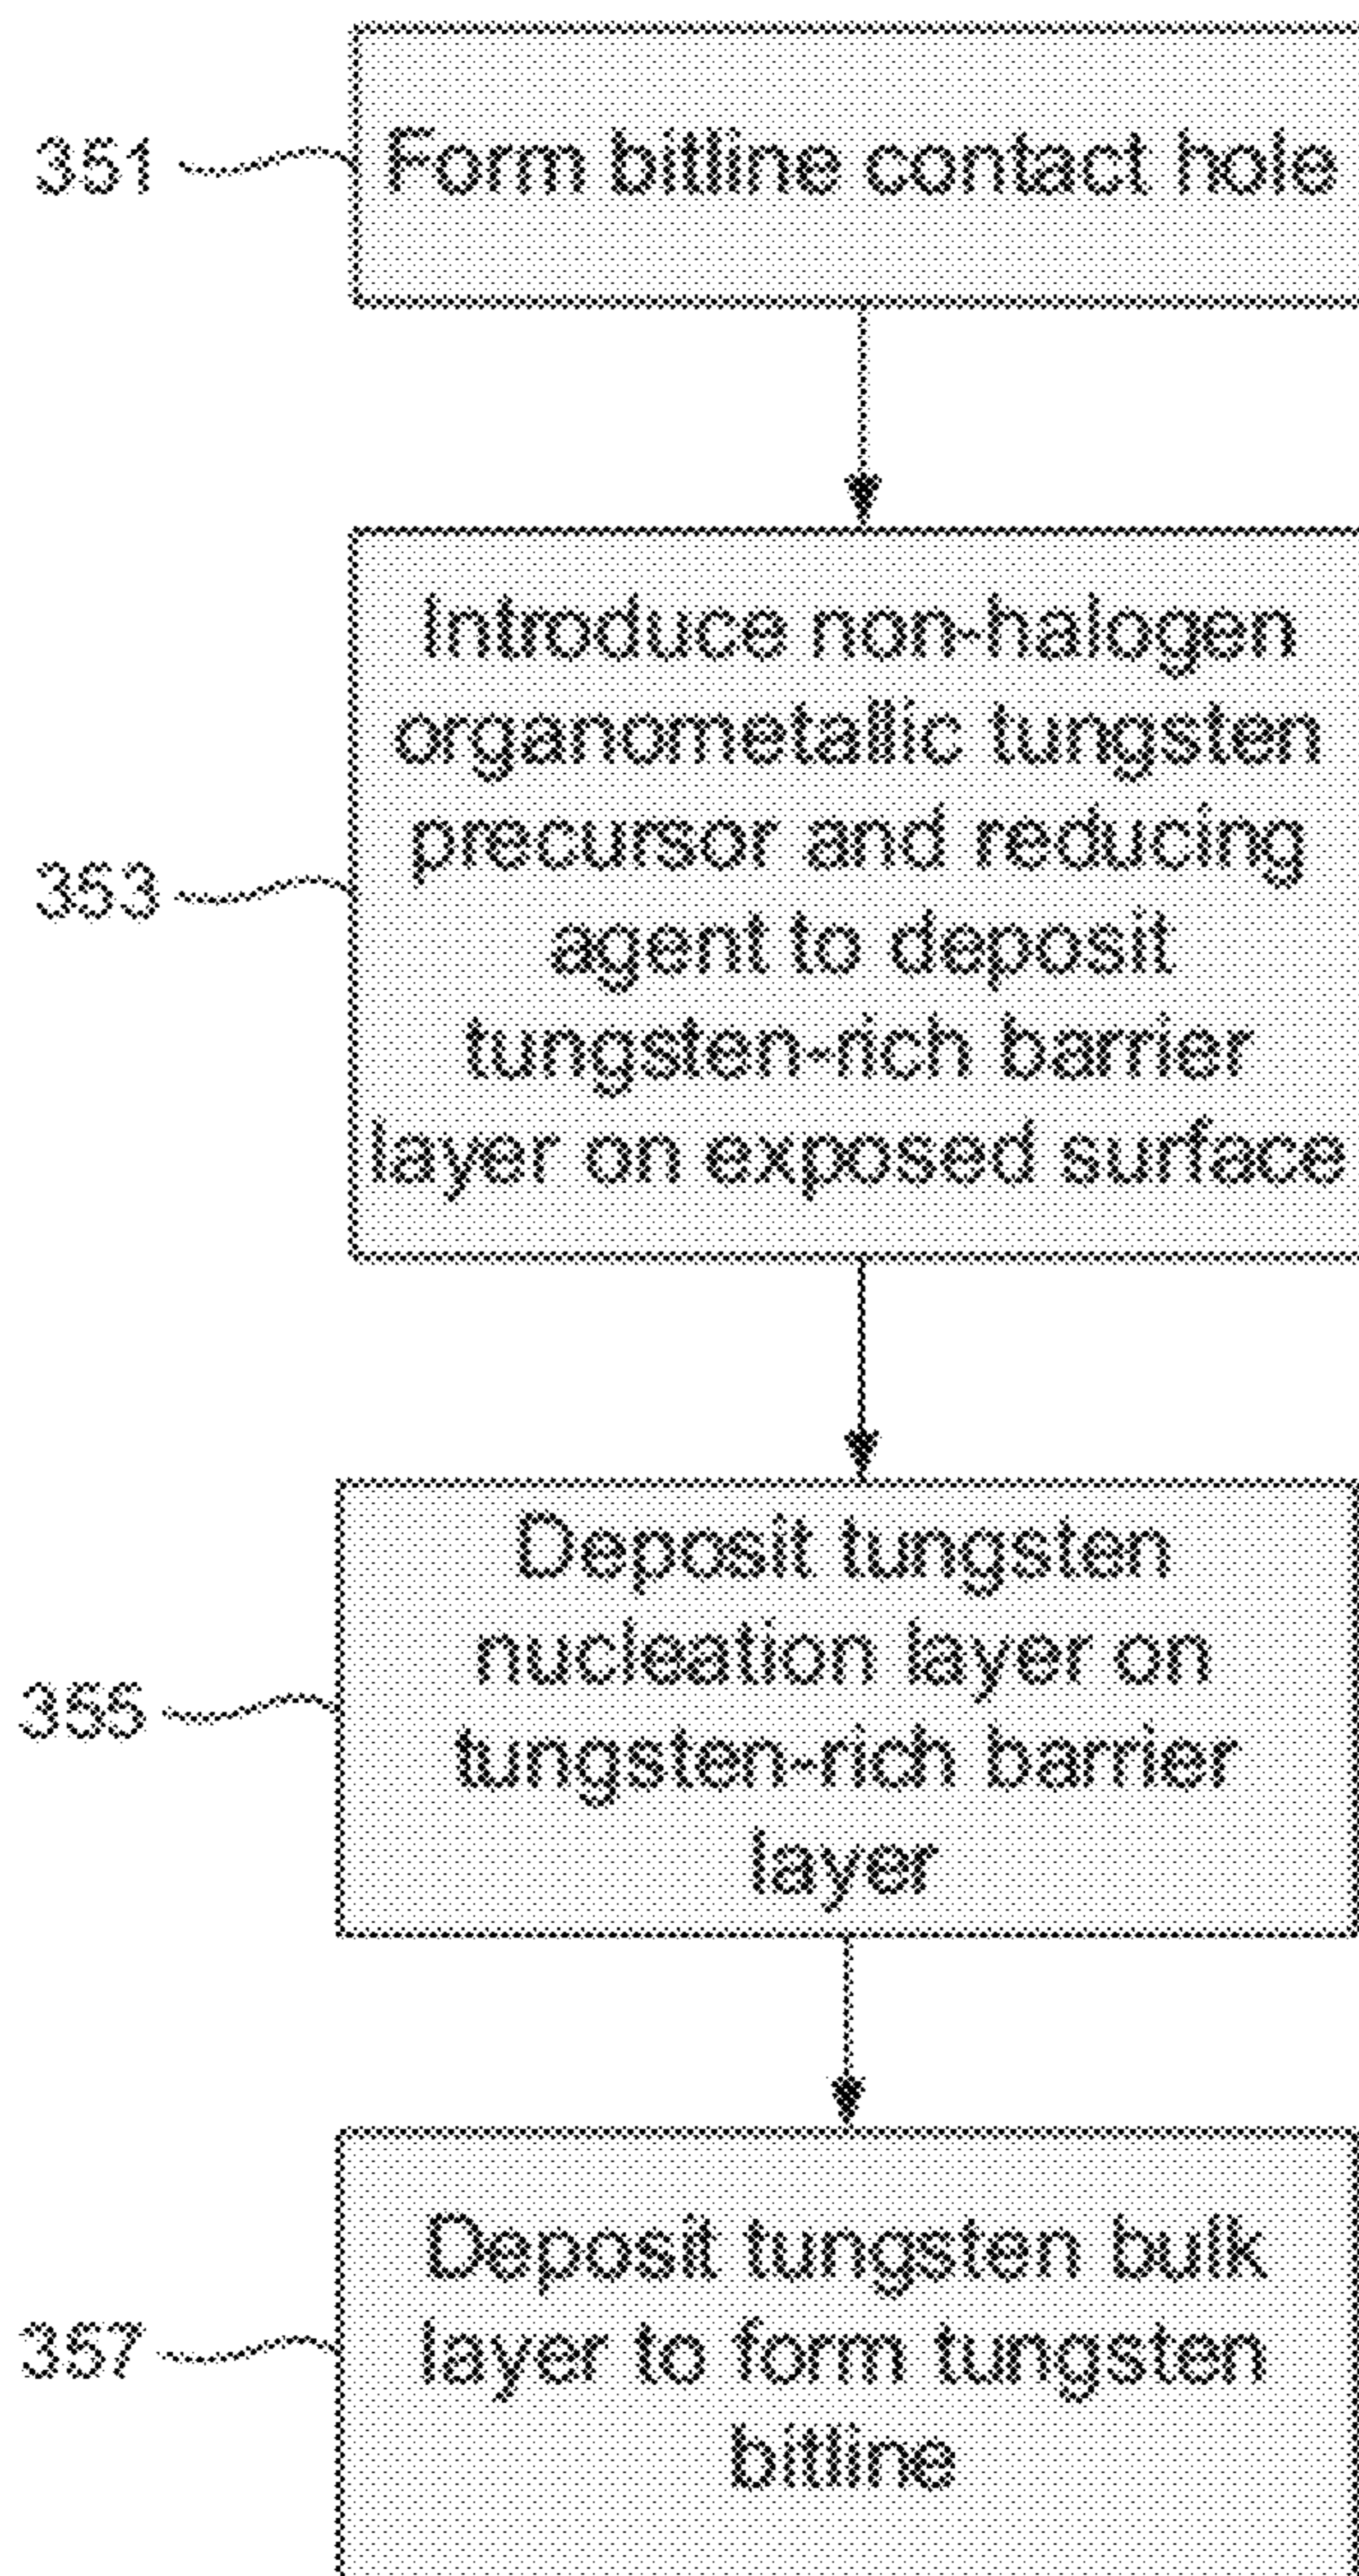 351
Form bitline contact hole
353
Introduce non-halogen
organometallic tungsten
precursor and reducing
agent to deposit
tungsten-rich barrier
layer on exposed surface
355
Deposit tungsten
nucleation layer on
tungsten-rich barrier
layer
357
Deposit tungsten bulk
layer to form tungsten
bitline